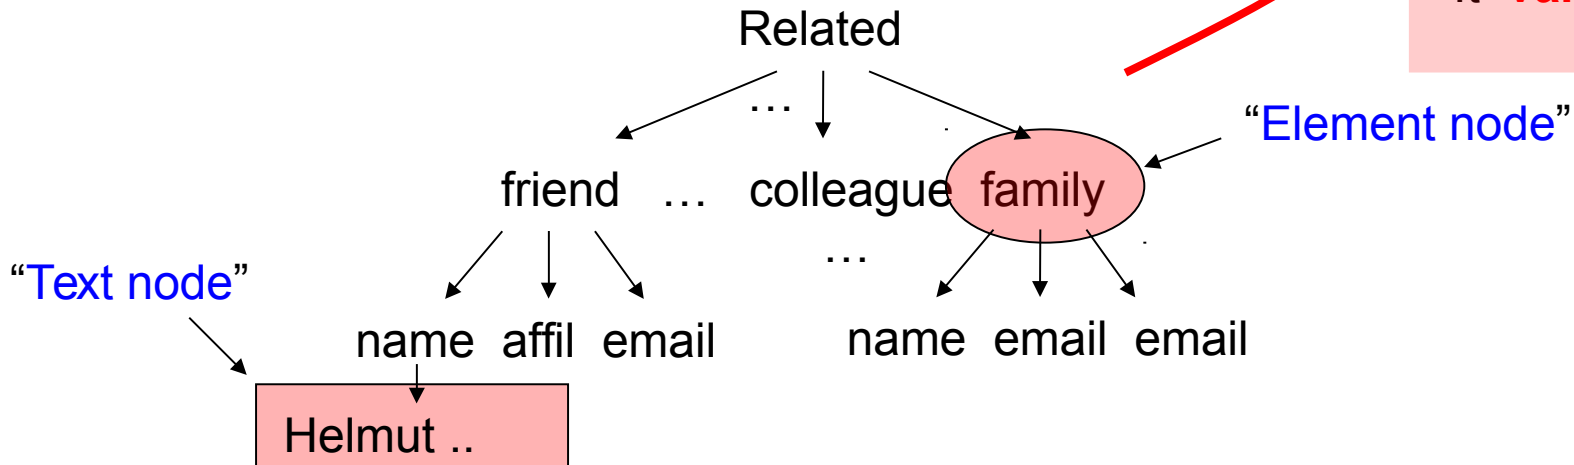 Related
…
“Element node”
friend … colleague family
…
“Text node”
name affil email name email email
Helmut ..